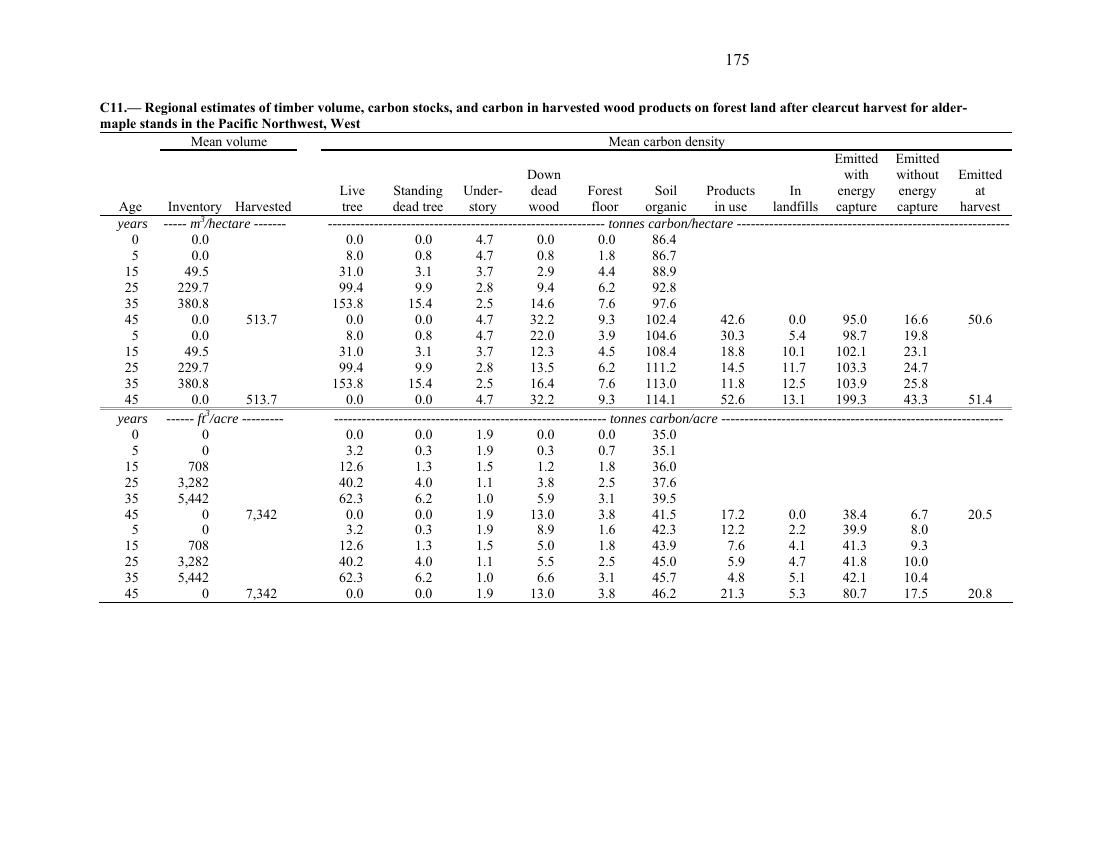 175
C11.— Regional estimates of timber volume, carbon stocks, and carbon in harvested wood products on forest land after clearcut harvest for alder-
maple stands in the Pacific Northwest, West
Mean volume Mean carbon density
Age Inventory Harvested Live tree Standing dead tree Under-story Down dead wood Forest floor Soil organic Products in use In landfills Emitted with energy capture Emitted without energy capture Emitted at harvest
years ----- m³/hectare ------- ---------- tonnes carbon/hectare ----------
0 0.0 0.0 0.0 4.7 0.0 0.0 86.4
5 0.0 8.0 0.8 4.7 0.8 1.8 86.7
15 49.5 31.0 3.1 3.7 2.9 4.4 88.9
25 229.7 99.4 9.9 2.8 9.4 6.2 92.8
35 380.8 153.8 15.4 2.5 14.6 7.6 97.6
45 0.0 513.7 0.0 0.0 4.7 32.2 9.3 102.4 42.6 0.0 95.0 16.6 50.6
5 0.0 8.0 0.8 4.7 22.0 3.9 104.6 30.3 5.4 98.7 19.8
15 49.5 31.0 3.1 3.7 12.3 4.5 108.4 18.8 10.1 102.1 23.1
25 229.7 99.4 9.9 2.8 13.5 6.2 111.2 14.5 11.7 103.3 24.7
35 380.8 153.8 15.4 2.5 16.4 7.6 113.0 11.8 12.5 103.9 25.8
45 0.0 513.7 0.0 0.0 4.7 32.2 9.3 114.1 52.6 13.1 199.3 43.3 51.4
years ------ ft³/acre --------- ---------- tonnes carbon/acre ----------
0 0 0.0 0.0 1.9 0.0 0.0 35.0
5 0 3.2 0.3 1.9 0.3 0.7 35.1
15 708 12.6 1.3 1.5 1.2 1.8 36.0
25 3,282 40.2 4.0 1.1 3.8 2.5 37.6
35 5,442 62.3 6.2 1.0 5.9 3.1 39.5
45 0 7,342 0.0 0.0 1.9 13.0 3.8 41.5 17.2 0.0 38.4 6.7 20.5
5 0 3.2 0.3 1.9 8.9 1.6 42.3 12.2 2.2 39.9 8.0
15 708 12.6 1.3 1.5 5.0 1.8 43.9 7.6 4.1 41.3 9.3
25 3,282 40.2 4.0 1.1 5.5 2.5 45.0 5.9 4.7 41.8 10.0
35 5,442 62.3 6.2 1.0 6.6 3.1 45.7 4.8 5.1 42.1 10.4
45 0 7,342 0.0 0.0 1.9 13.0 3.8 46.2 21.3 5.3 80.7 17.5 20.8